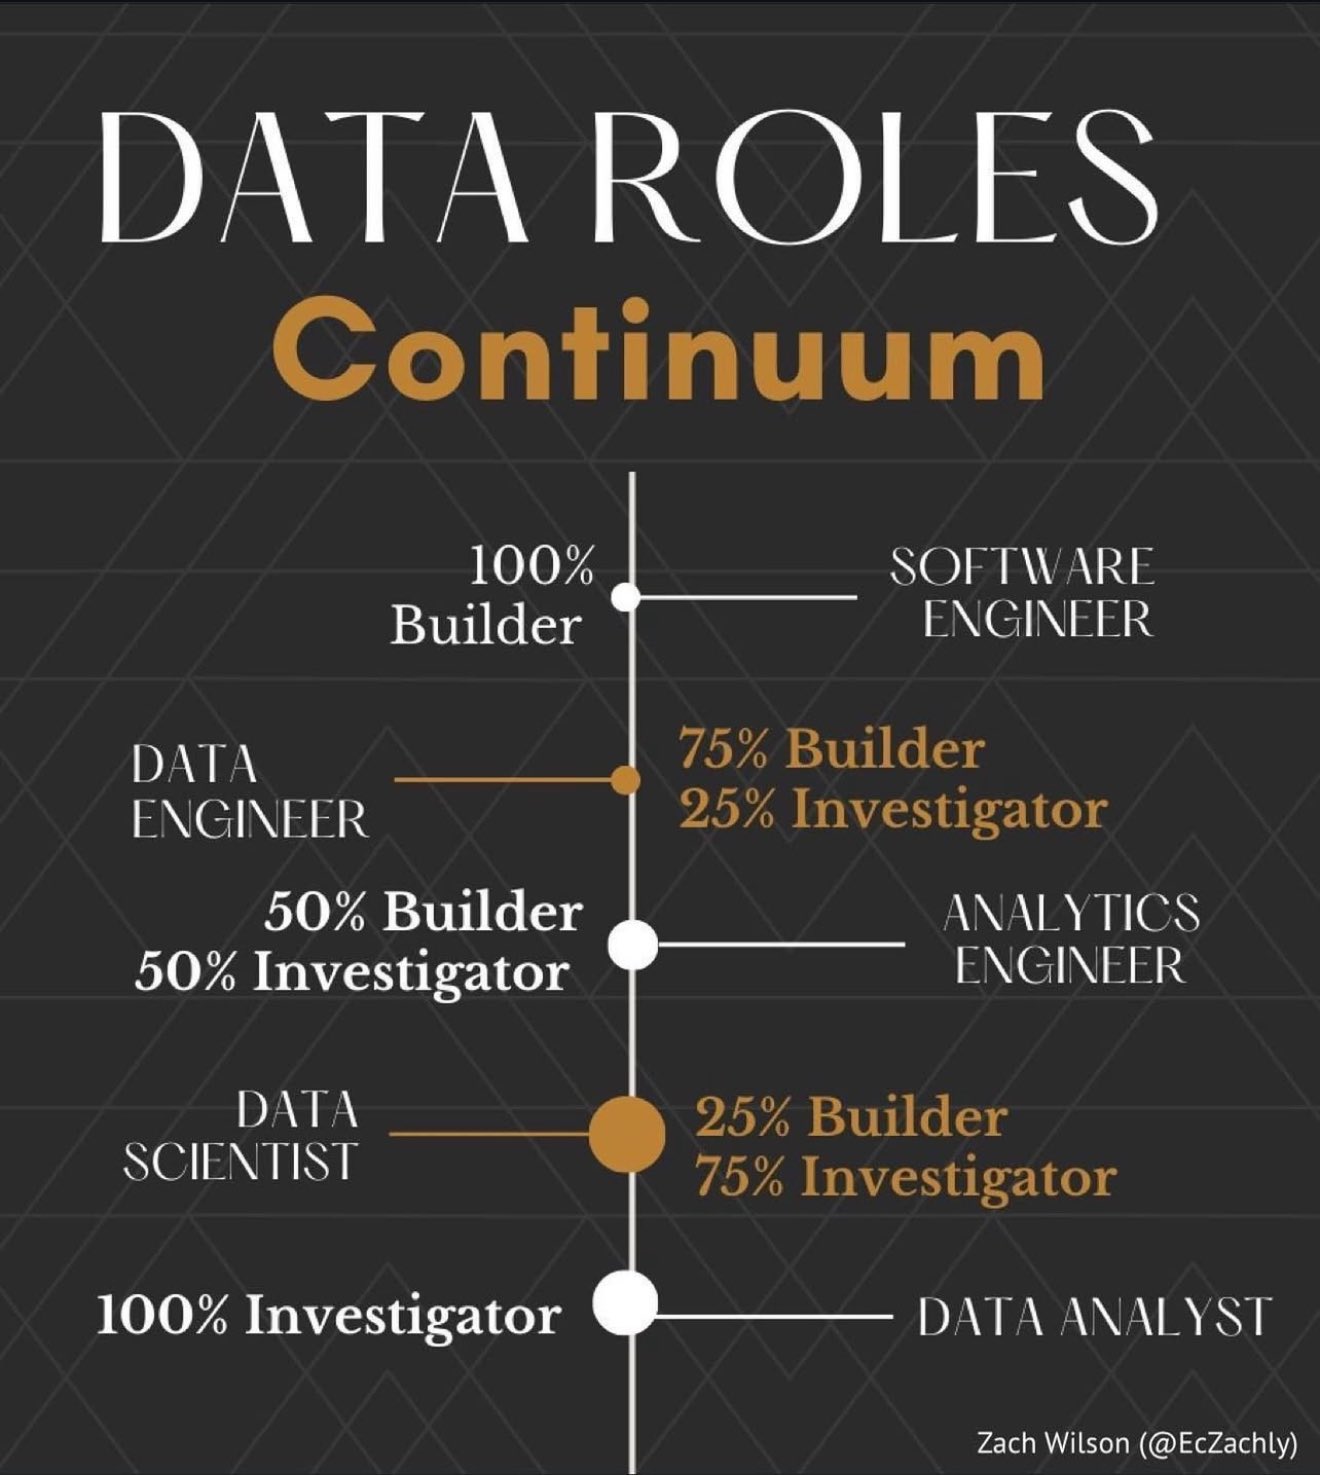 DATA ROLES
Continuum
100%
Builder
SOFTWARE
ENGINEER
DATA
ENGINEER
75% Builder
25% Investigator
50% Builder
50% Investigator
ANALYTICS
ENGINEER
DATA
SCIENTIST
25% Builder
75% Investigator
100% Investigator
DATA ANALYST
Zach Wilson (@EcZachly)